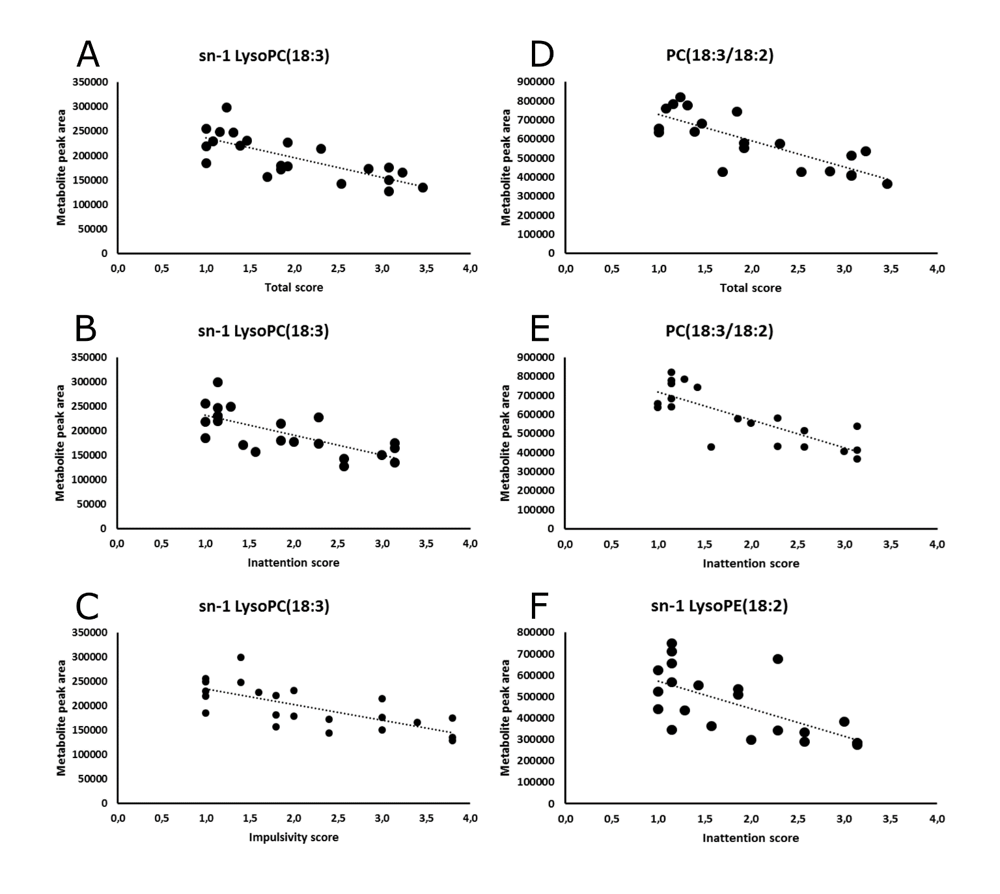 A
sn-1 LysoPC(18:3)
Metabolite peak area
350000
300000
250000
200000
150000
100000
50000
0
0,0 0,5 1,0 1,5 2,0 2,5 3,0 3,5 4,0
Total score
D
PC(18:3/18:2)
Metabolite peak area
900000
800000
700000
600000
500000
400000
300000
200000
100000
0
0,0 0,5 1,0 1,5 2,0 2,5 3,0 3,5 4,0
Total score
B
sn-1 LysoPC(18:3)
Metabolite peak area
350000
300000
250000
200000
150000
100000
50000
0
0,0 0,5 1,0 1,5 2,0 2,5 3,0 3,5 4,0
Inattention score
E
PC(18:3/18:2)
Metabolite peak area
900000
800000
700000
600000
500000
400000
300000
200000
100000
0
0,0 0,5 1,0 1,5 2,0 2,5 3,0 3,5 4,0
Inattention score
C
sn-1 LysoPC(18:3)
Metabolite peak area
350000
300000
250000
200000
150000
100000
50000
0
0,0 0,5 1,0 1,5 2,0 2,5 3,0 3,5 4,0
Impulsivity score
F
sn-1 LysoPE(18:2)
Metabolite peak area
800000
700000
600000
500000
400000
300000
200000
100000
0
0,0 0,5 1,0 1,5 2,0 2,5 3,0 3,5 4,0
Inattention score